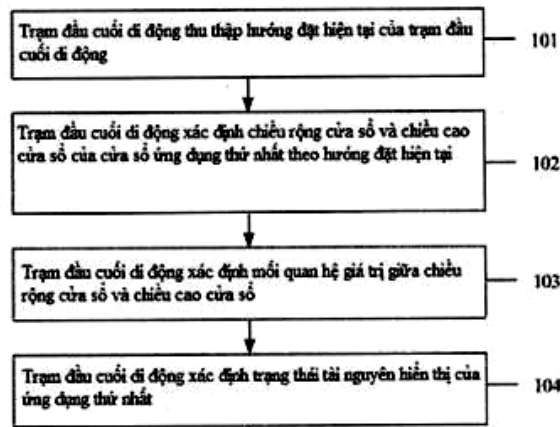 Trạm đầu cuối di động thu thập hướng đặt hiện tại của trạm đầu
cuối di động
101
Trạm đầu cuối di động xác định chiều rộng cửa sổ và chiều cao
cửa sổ của cửa sổ ứng dụng thứ nhất theo hướng đặt hiện tại
102
Trạm đầu cuối di động xác định mối quan hệ giá trị giữa chiều
rộng cửa sổ và chiều cao cửa sổ
103
Trạm đầu cuối di động xác định trạng thái tài nguyên hiển thị của
ứng dụng thứ nhất
104